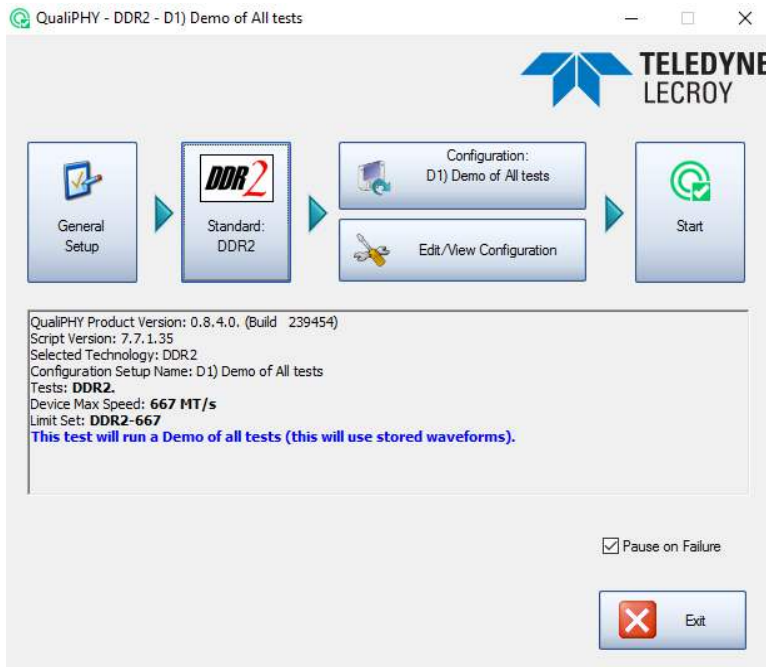 QualiPHY - DDR2 - D1) Demo of All tests
TELEDYNE
LECROY
General
Setup
DDR2
Standard:
DDR2
Configuration:
D1) Demo of All tests
Edit/View Configuration
Start
QualiPHY Product Version: 0.8.4.0. (Build 239454)
Script Version: 7.7.1.35
Selected Technology: DDR2
Configuration Setup Name: D1) Demo of All tests
Tests: DDR2.
Device Max Speed: 667 MT/s
Limit Set: DDR2-667
This test will run a Demo of all tests (this will use stored waveforms).
Pause on Failure
Exit